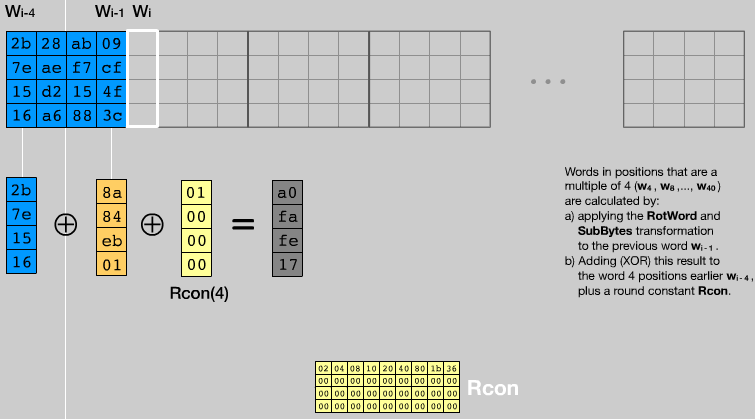 Wi-4 Wi-1 Wi
2b 28 ab 09
7e ae f7 cf
15 d2 15 4f
16 a6 88 3c
2b 8a 01 a0
7e 84 00 fa
15 eb 00 fe
16 01 00 17
⊕ ⊕ =
Rcon(4)
Words in positions that are a
multiple of 4 (w4, w8,..., w40)
are calculated by:
a) applying the RotWord and
SubBytes transformation
to the previous word wi-1.
b) Adding (XOR) this result to
the word 4 positions earlier wi-4,
plus a round constant Rcon.
02 04 08 10 20 40 80 1b 36
00 00 00 00 00 00 00 00 00
00 00 00 00 00 00 00 00 00
00 00 00 00 00 00 00 00 00
Rcon